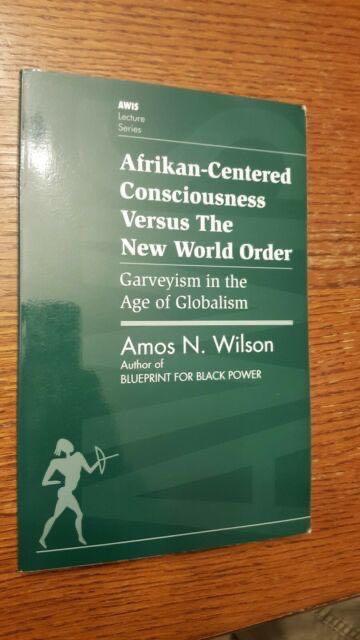 AWIS
Lecture
Series
Afrikan-Centered
Consciousness
Versus The
New World Order
Garveyism in the
Age of Globalism
Amos N. Wilson
Author of
BLUEPRINT FOR BLACK POWER